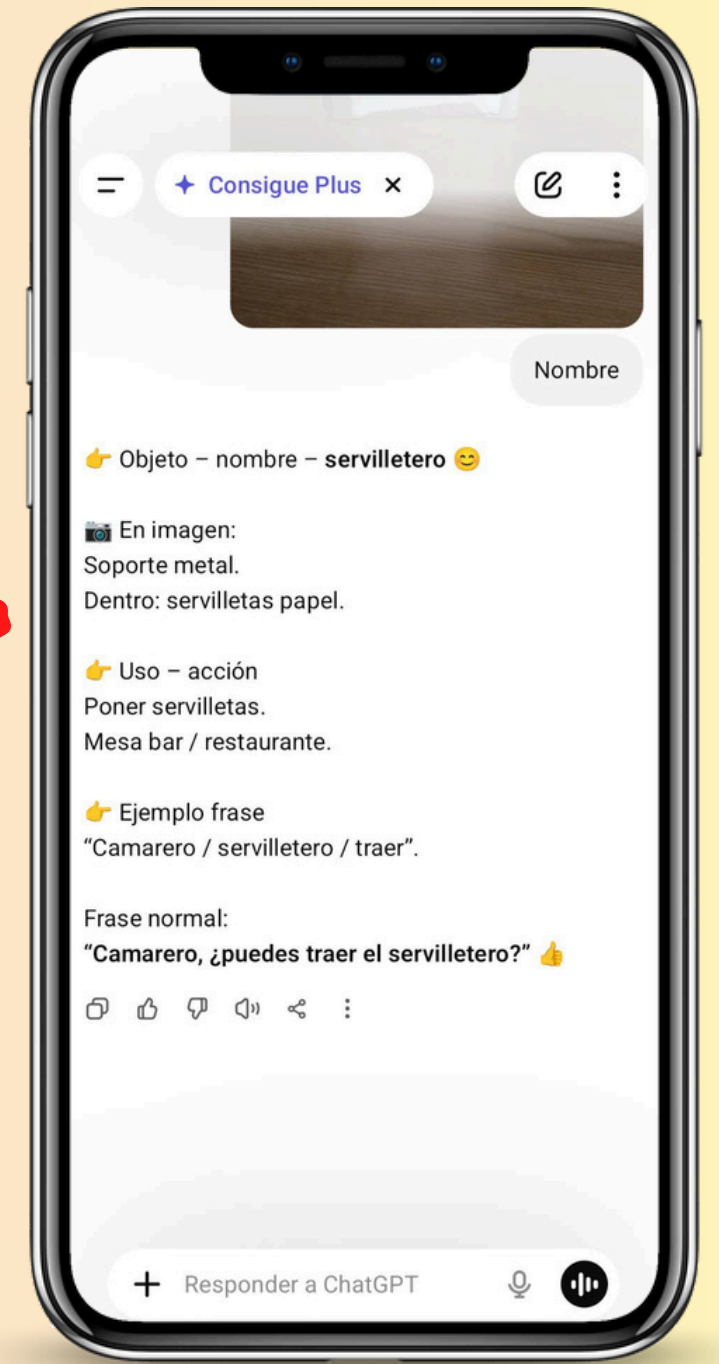 Consigue Plus
Nombre
👉 Objeto – nombre – servilletero 😊
📷 En imagen:
Soporte metal.
Dentro: servilletas papel.
👉 Uso – acción
Poner servilletas.
Mesa bar / restaurante.
👉 Ejemplo frase
“Camarero / servilletero / traer”.
Frase normal:
“Camarero, ¿puedes traer el servilletero?” 👍
Responder a ChatGPT